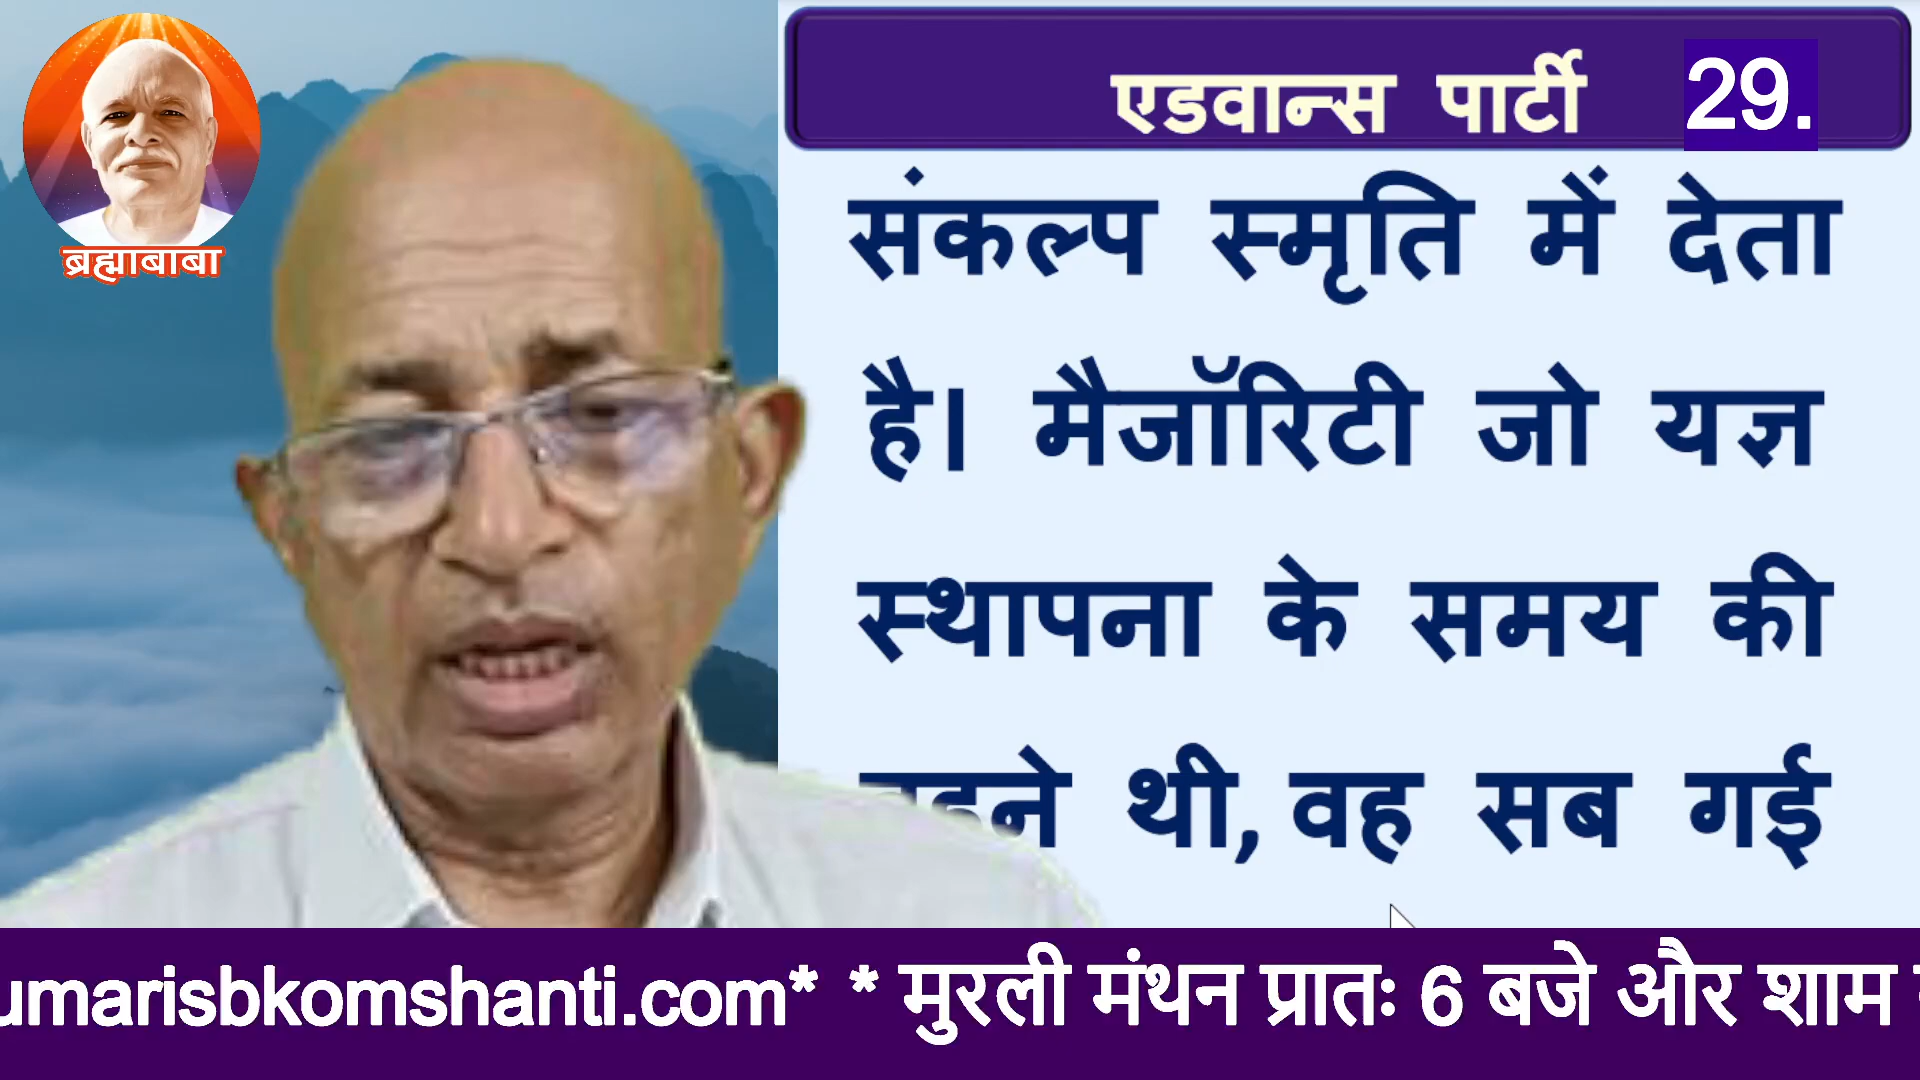 ब्रह्माबाबा
एडवान्स पार्टी 29.
संकल्प स्मृति में देता
है। मैजॉरिटी जो यज्ञ
स्थापना के समय की
थी, वह सब गई
umarisbkomshanti.com* * मुरली मंथन प्रातः 6 बजे और शाम